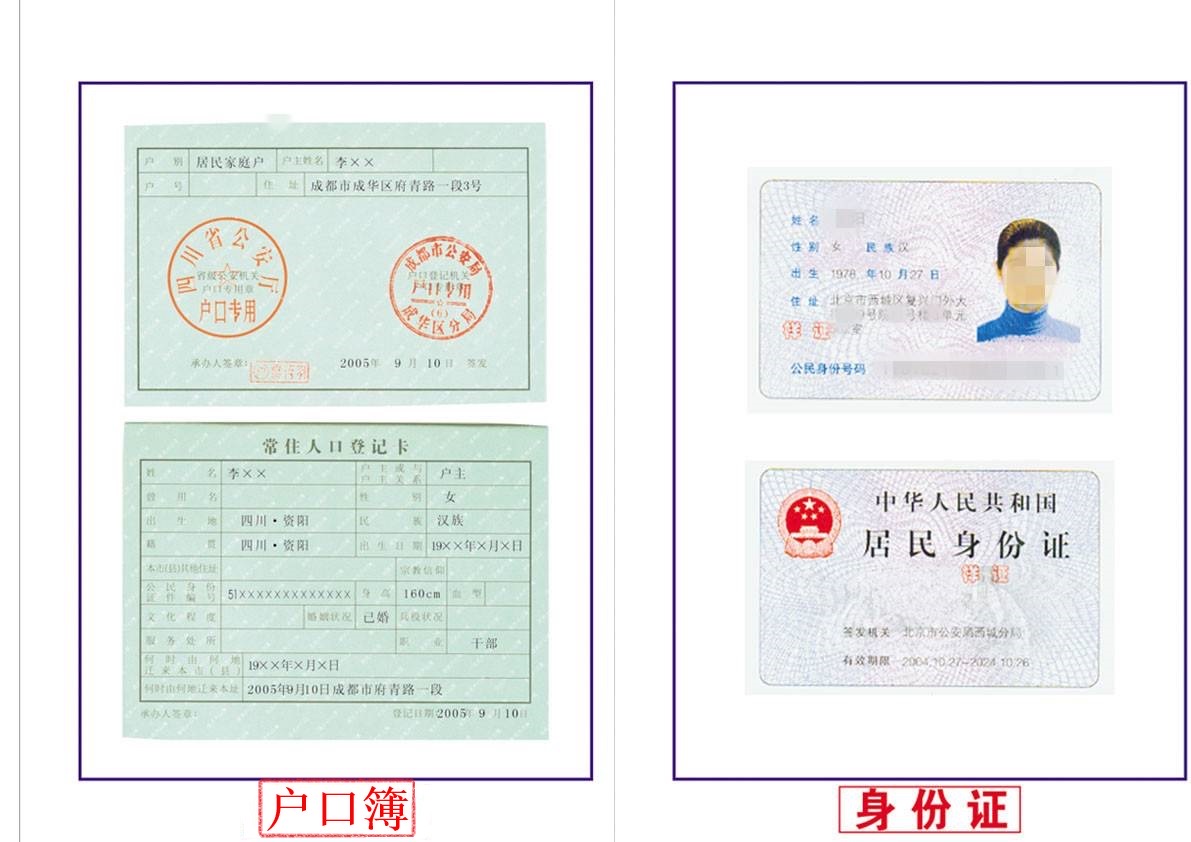 户 别 居民家庭户 户主姓名 李××
户 号 住 址 成都市成华区府青路一段3号
四川省公安厅
省级公安机关
户口专用章
户口专用
成都市公安局
户口登记机关
户口专用
(6)
成华区分局
承办人签章:
2005年 9 月 10 日 签发
常住人口登记卡
姓 名 李×× 户主或与户主关系 户主
曾用名 性 别 女
出生地 四川·资阳 民 族 汉族
籍 贯 四川·资阳 出生日期 19××年×月×日
本市(县)其他住址 宗教信仰
公民身份证件编号 51××××××××××××× 身高 160cm 血型
文化程度 婚姻状况 已婚 兵役状况
服务处所 职 业 干部
何时由何地迁来本市(县) 19××年×月×日
何时由何地迁来本址 2005年9月10日成都市府青路一段
承办人签章: 登记日期:2005年 9 月 10日
户口簿
姓 名
性 别 女 民 族 汉
出 生 1978 年 10 月 27 日
住 址 北京市西城区复兴门外大
号院 号楼 单元
样 证 室
公民身份号码
中华人民共和国
居民身份证
样 证
签发机关 北京市公安局西城分局
有效期限 2004.10.27-2024.10.26
身份证